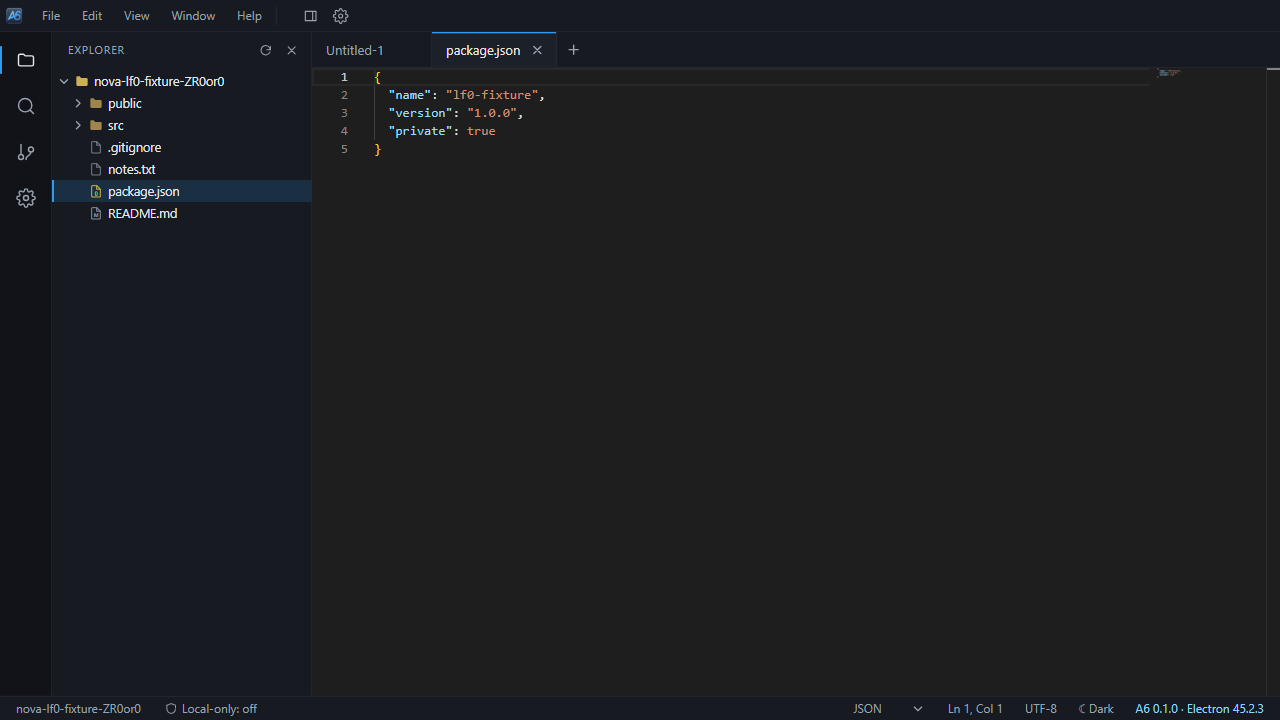 A6 File Edit View Window Help
EXPLORER
nova-lf0-fixture-ZR0or0
public
src
.gitignore
notes.txt
package.json
README.md
Untitled-1 package.json
1 {
2 "name": "lf0-fixture",
3 "version": "1.0.0",
4 "private": true
5 }
nova-lf0-fixture-ZR0or0 Local-only: off JSON Ln 1, Col 1 UTF-8 Dark A6 0.1.0 · Electron 45.2.3